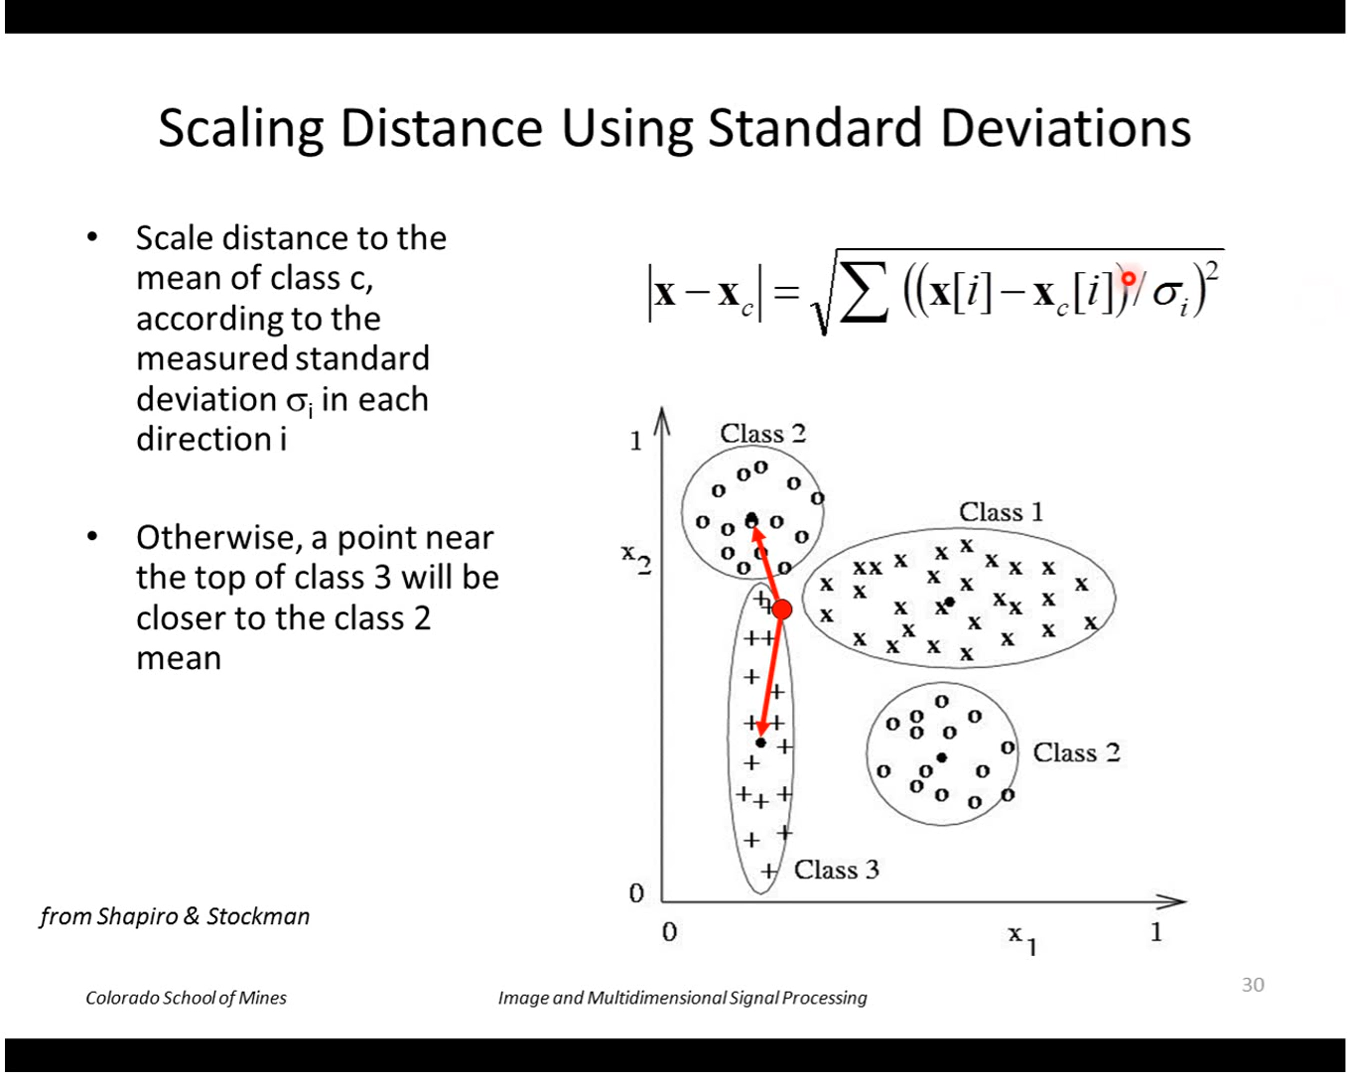 Scaling Distance Using Standard Deviations
• Scale distance to the
mean of class c,
according to the
measured standard
deviation σi in each
direction i
• Otherwise, a point near
the top of class 3 will be
closer to the class 2
mean
|x − xc| = √∑ ((x[i] − xc[i])/σi)²
1
Class 2
Class 1
x2
Class 2
Class 3
0
0
x1
1
from Shapiro & Stockman
Colorado School of Mines
Image and Multidimensional Signal Processing
30